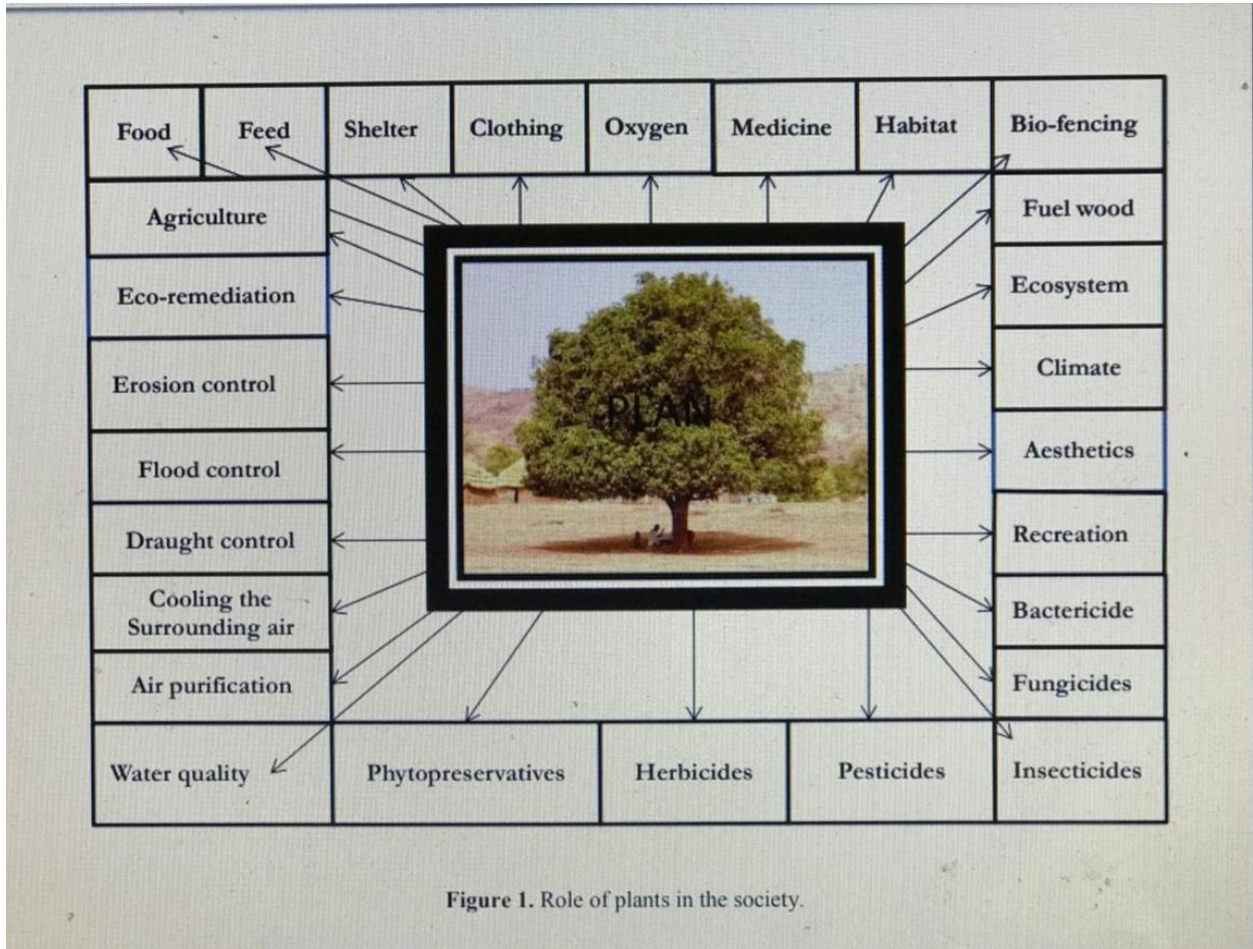 Food
Feed
Shelter
Clothing
Oxygen
Medicine
Habitat
Bio-fencing
Agriculture
Fuel wood
Eco-remediation
Ecosystem
Erosion control
Climate
PLAN
Flood control
Aesthetics
Draught control
Recreation
Cooling the
Surrounding air
Bactericide
Air purification
Fungicides
Water quality
Phytopreservatives
Herbicides
Pesticides
Insecticides
Figure 1. Role of plants in the society.